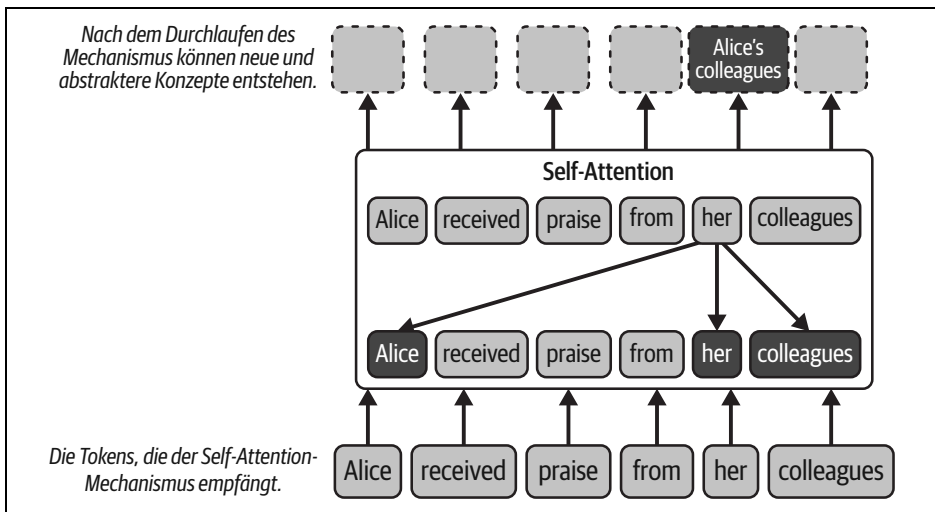 Nach dem Durchlaufen des
Mechanismus können neue und
abstraktere Konzepte entstehen.
Alice's
colleagues
Self-Attention
Alice received praise from her colleagues
Alice received praise from her colleagues
Die Tokens, die der Self-Attention-
Mechanismus empfängt.
Alice received praise from her colleagues